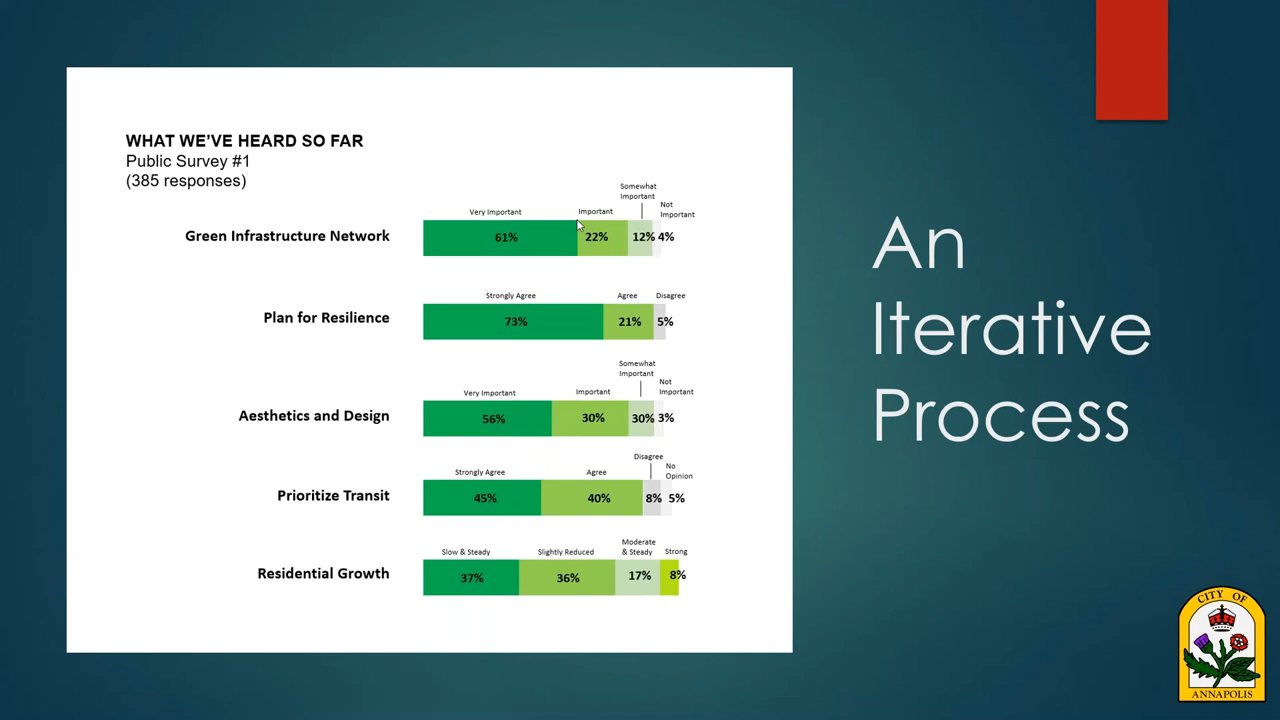 WHAT WE'VE HEARD SO FAR
Public Survey #1
(385 responses)
Green Infrastructure Network
Very Important
Important
Somewhat
Important
Not
Important
61%
22%
12%
4%
Plan for Resilience
Strongly Agree
Agree
Disagree
73%
21%
5%
Aesthetics and Design
Very Important
Important
Somewhat
Important
Not
Important
56%
30%
30%
3%
Prioritize Transit
Strongly Agree
Agree
Disagree
No
Opinion
45%
40%
8%
5%
Residential Growth
Slow & Steady
Slightly Reduced
Moderate
& Steady
Strong
37%
36%
17%
8%
An
Iterative
Process
CITY OF
ANNAPOLIS